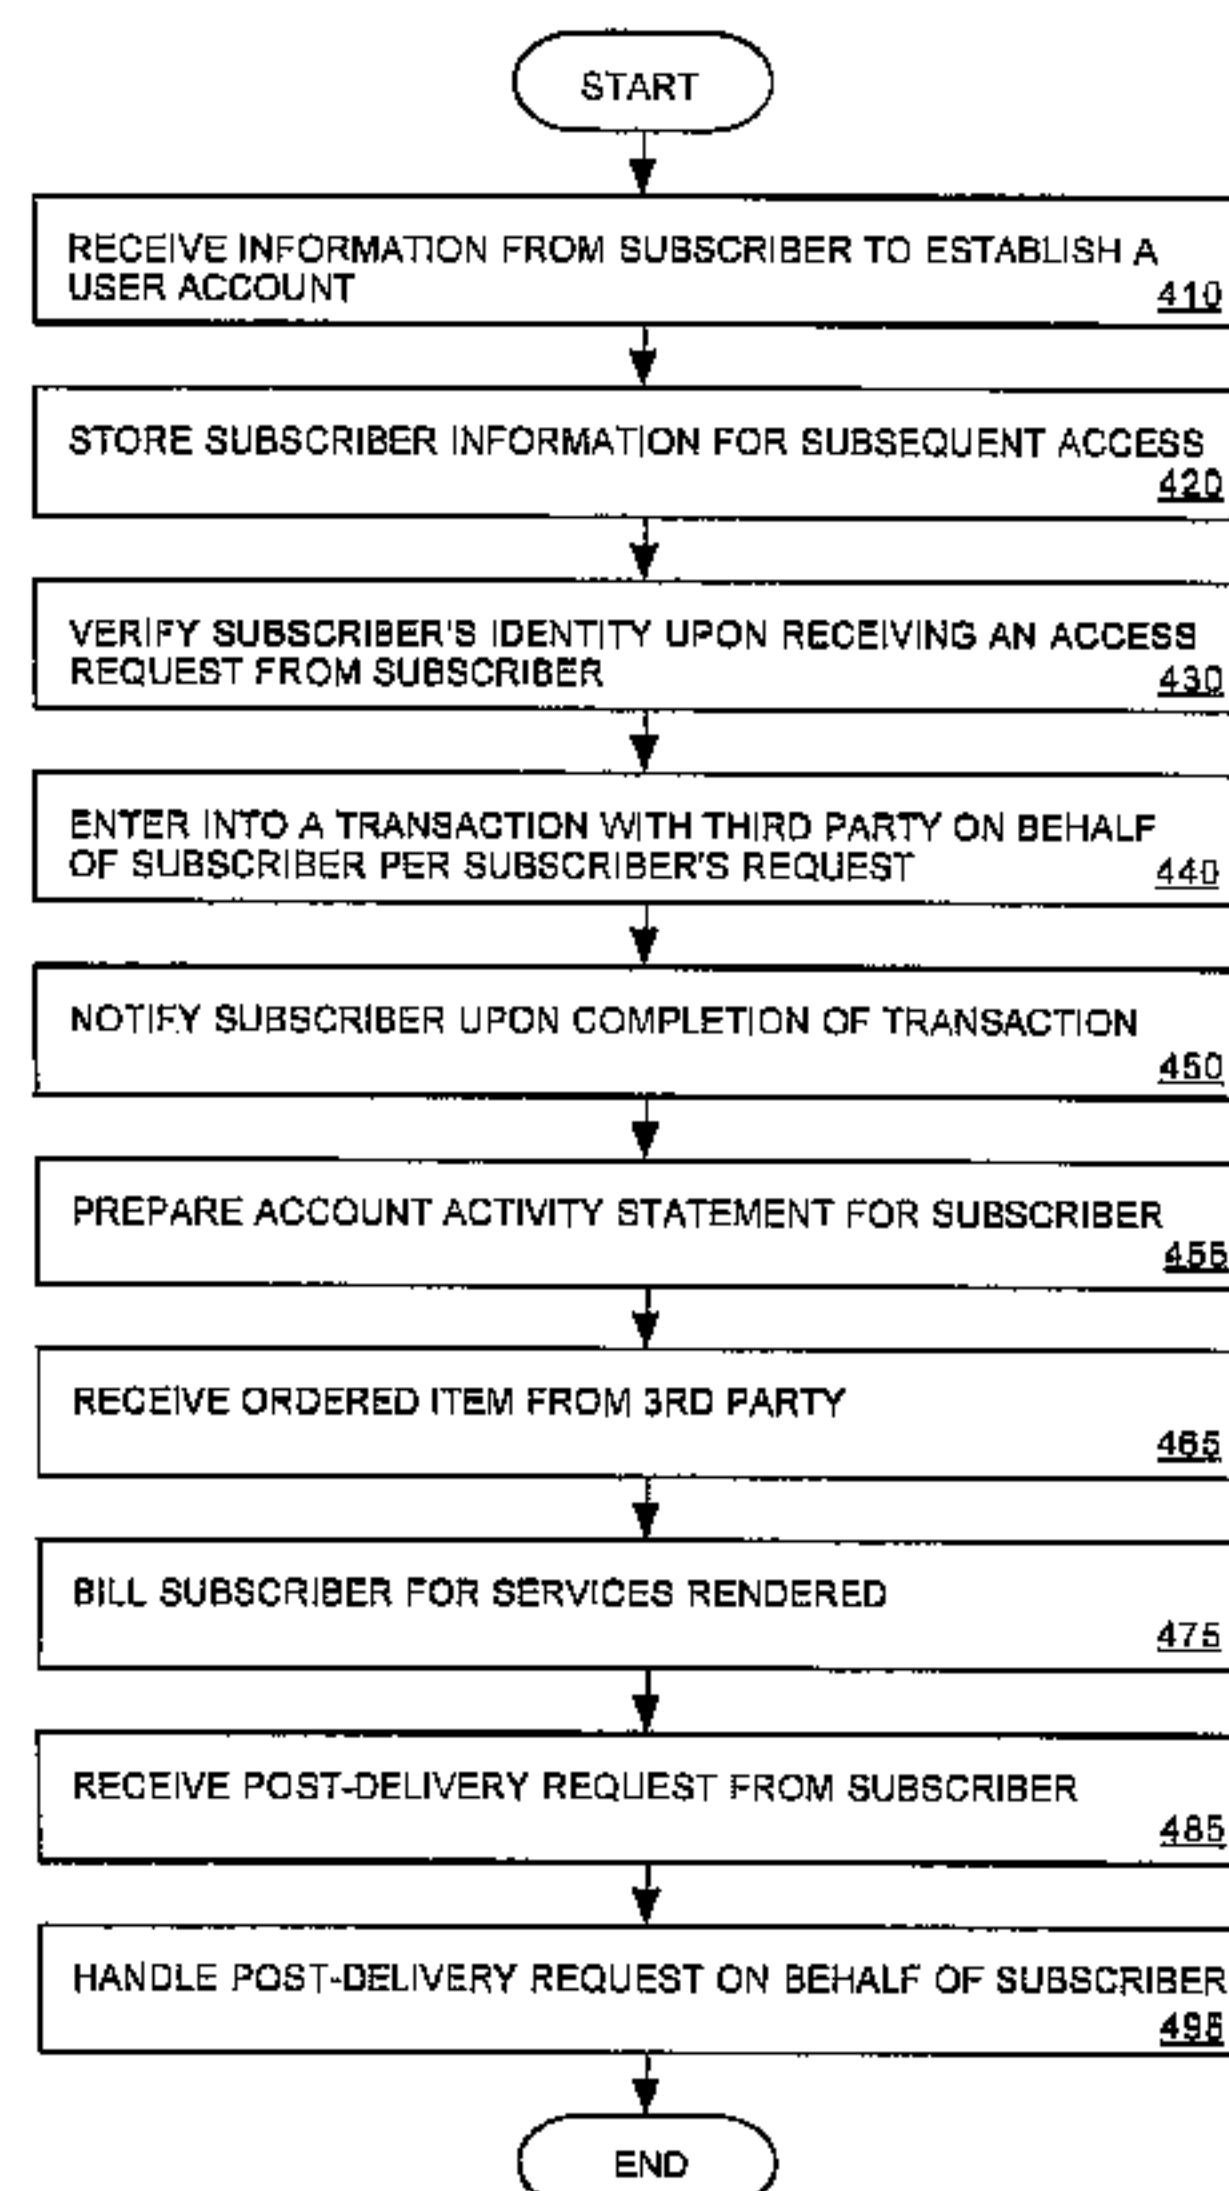 START
RECEIVE INFORMATION FROM SUBSCRIBER TO ESTABLISH A
USER ACCOUNT
410
STORE SUBSCRIBER INFORMATION FOR SUBSEQUENT ACCESS
420
VERIFY SUBSCRIBER'S IDENTITY UPON RECEIVING AN ACCESS
REQUEST FROM SUBSCRIBER
430
ENTER INTO A TRANSACTION WITH THIRD PARTY ON BEHALF
OF SUBSCRIBER PER SUBSCRIBER'S REQUEST
440
NOTIFY SUBSCRIBER UPON COMPLETION OF TRANSACTION
450
PREPARE ACCOUNT ACTIVITY STATEMENT FOR SUBSCRIBER
455
RECEIVE ORDERED ITEM FROM 3RD PARTY
465
BILL SUBSCRIBER FOR SERVICES RENDERED
475
RECEIVE POST-DELIVERY REQUEST FROM SUBSCRIBER
485
HANDLE POST-DELIVERY REQUEST ON BEHALF OF SUBSCRIBER
495
END